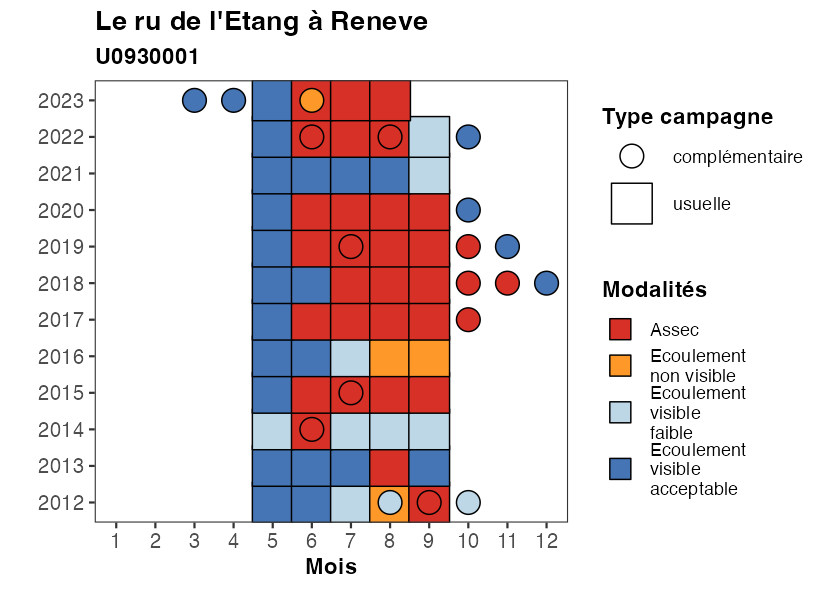 Le ru de l'Etang à Reneve
U0930001
2023
2022
2021
2020
2019
2018
2017
2016
2015
2014
2013
2012
1 2 3 4 5 6 7 8 9 10 11 12
Mois
Type campagne
complémentaire
usuelle
Modalités
Assec
Ecoulement
non visible
Ecoulement
visible
faible
Ecoulement
visible
acceptable